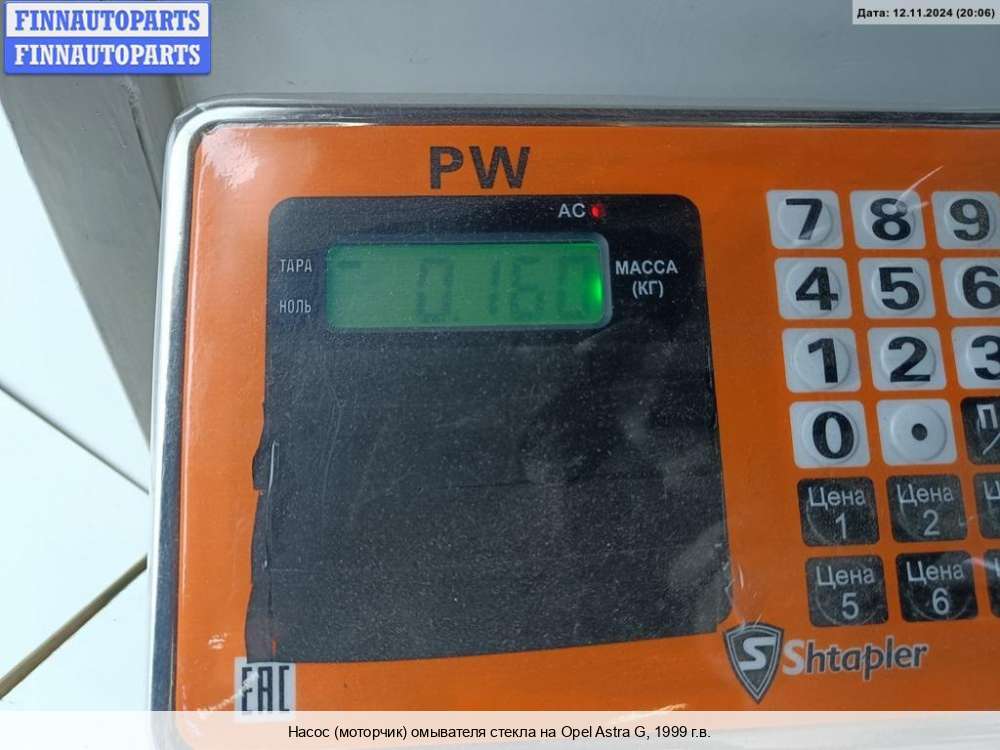 FINNAUTOPARTS
FINNAUTOPARTS
Дата: 12.11.2024 (20:06)
PW
AC
ТАРА
НОЛЬ
0.160
МАССА
(КГ)
7 8 9
4 5 6
1 2 3
0 .
Цена
1
Цена
2
Цена
5
Цена
6
Shtapler
EAC
Насос (моторчик) омывателя стекла на Opel Astra G, 1999 г.в.